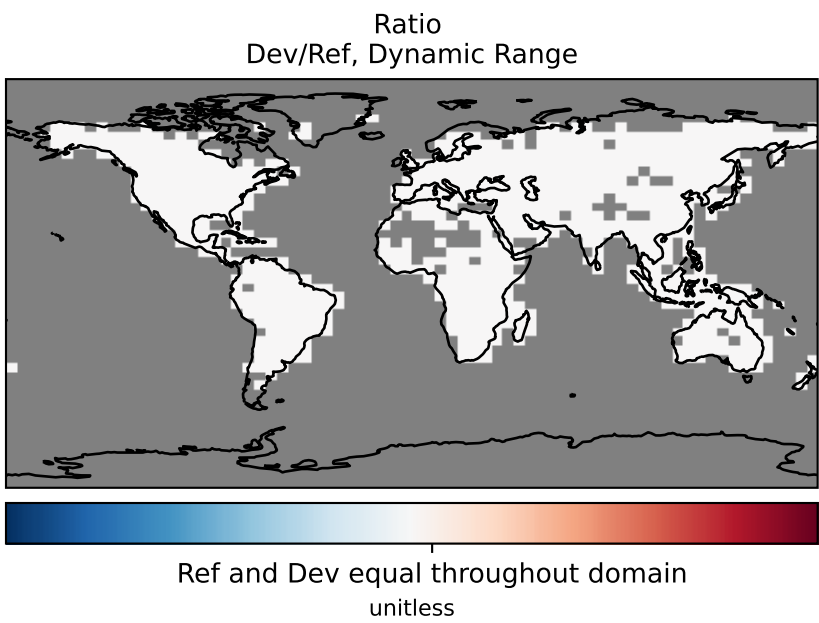 Ratio
Dev/Ref, Dynamic Range
Ref and Dev equal throughout domain
unitless